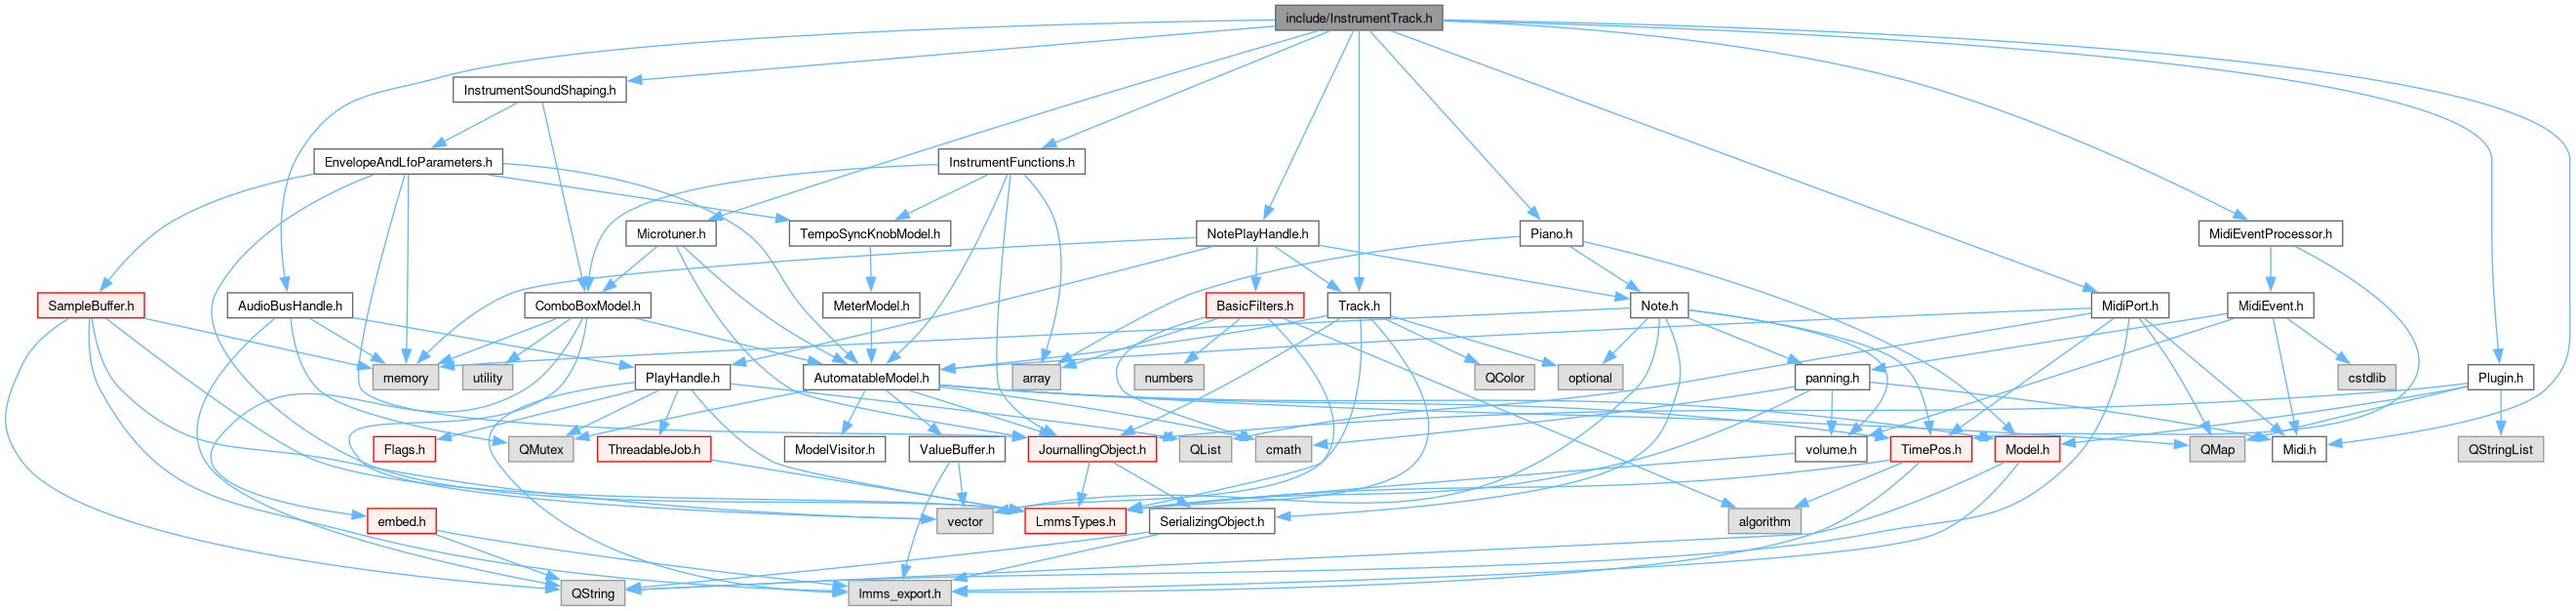 include/InstrumentTrack.h
InstrumentSoundShaping.h
EnvelopeAndLfoParameters.h
InstrumentFunctions.h
Microtuner.h
TempoSyncKnobModel.h
NotePlayHandle.h
Piano.h
MidiEventProcessor.h
SampleBuffer.h
AudioBusHandle.h
ComboBoxModel.h
MeterModel.h
BasicFilters.h
Track.h
Note.h
MidiPort.h
MidiEvent.h
memory
utility
PlayHandle.h
AutomatableModel.h
array
numbers
QColor
optional
panning.h
cstdlib
Plugin.h
Flags.h
QMutex
ThreadableJob.h
ModelVisitor.h
ValueBuffer.h
JournallingObject.h
QList
cmath
volume.h
TimePos.h
Model.h
QMap
Midi.h
QStringList
embed.h
vector
LmmsTypes.h
SerializingObject.h
algorithm
QString
lmms_export.h